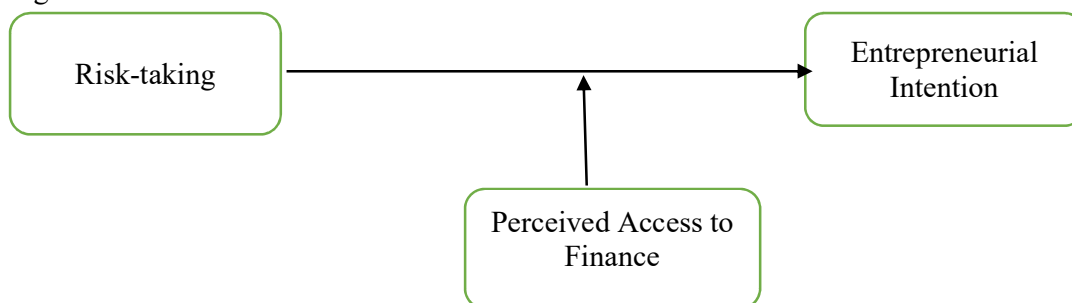 Risk-taking
Entrepreneurial
Intention
Perceived Access to
Finance